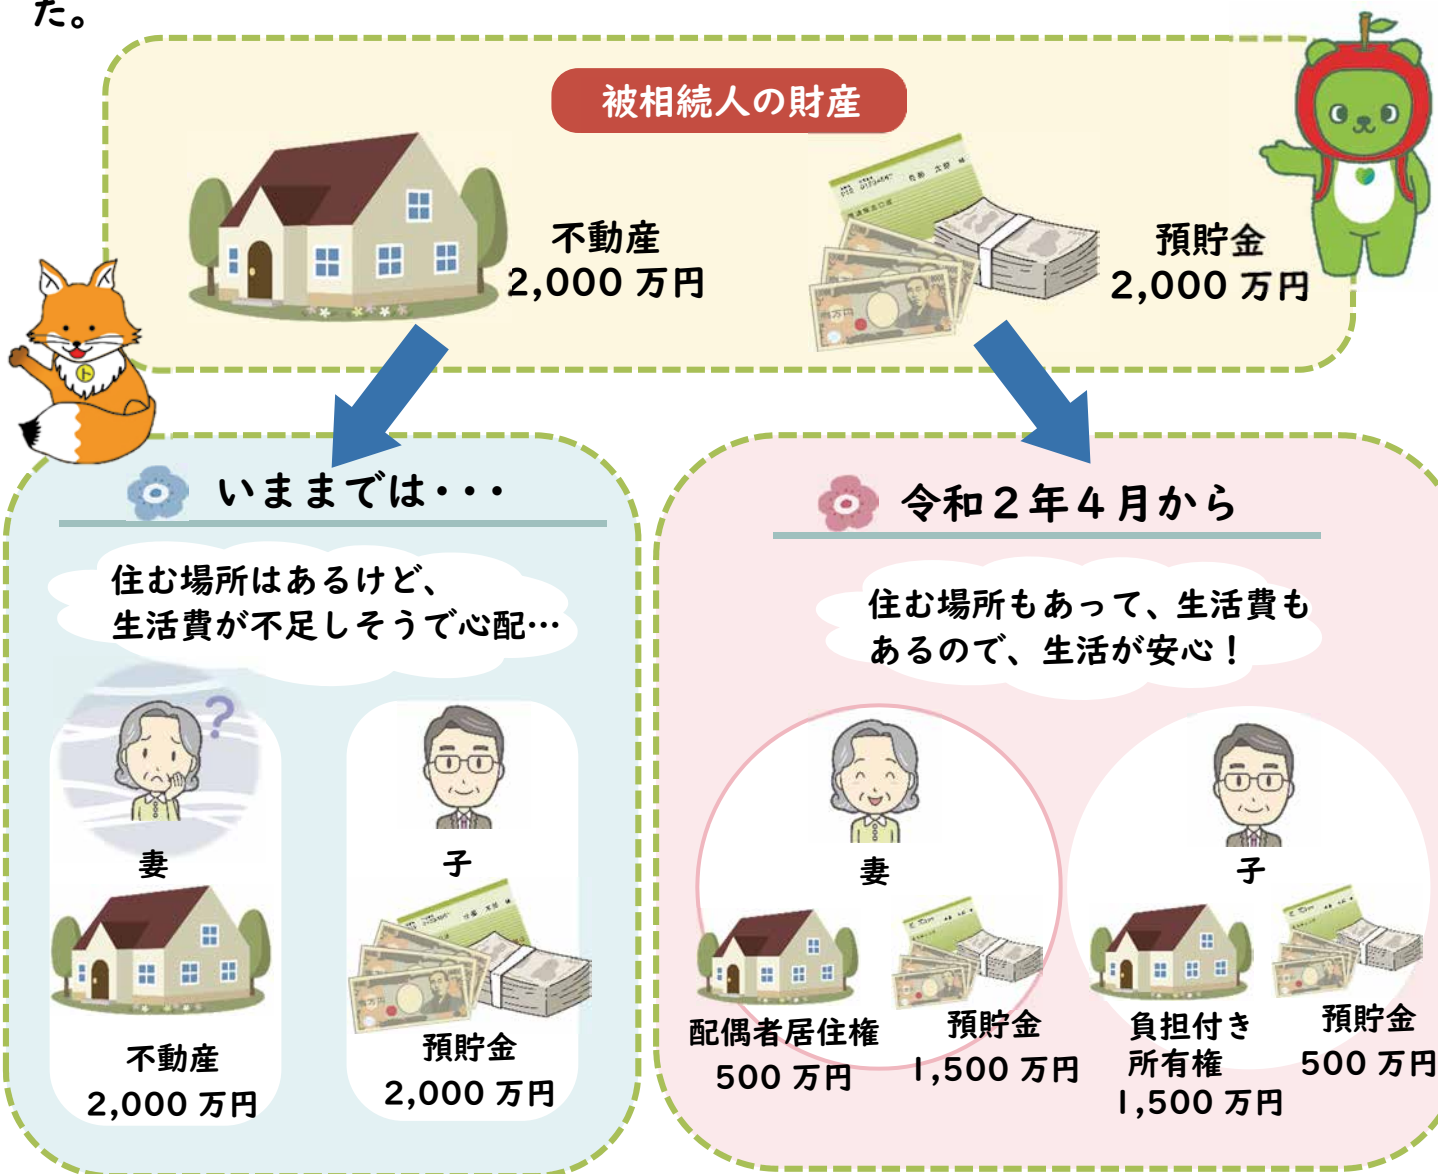 た。
被相続人の財産
不動産
2,000 万円
預貯金
2,000 万円
ト
いままでは・・・
住む場所はあるけど、
生活費が不足しそうで心配…
?
妻
不動産
2,000 万円
子
預貯金
2,000 万円
令和2年4月から
住む場所もあって、生活費も
あるので、生活が安心！
妻
配偶者居住権
500 万円
預貯金
1,500 万円
子
負担付き
所有権
1,500 万円
預貯金
500 万円